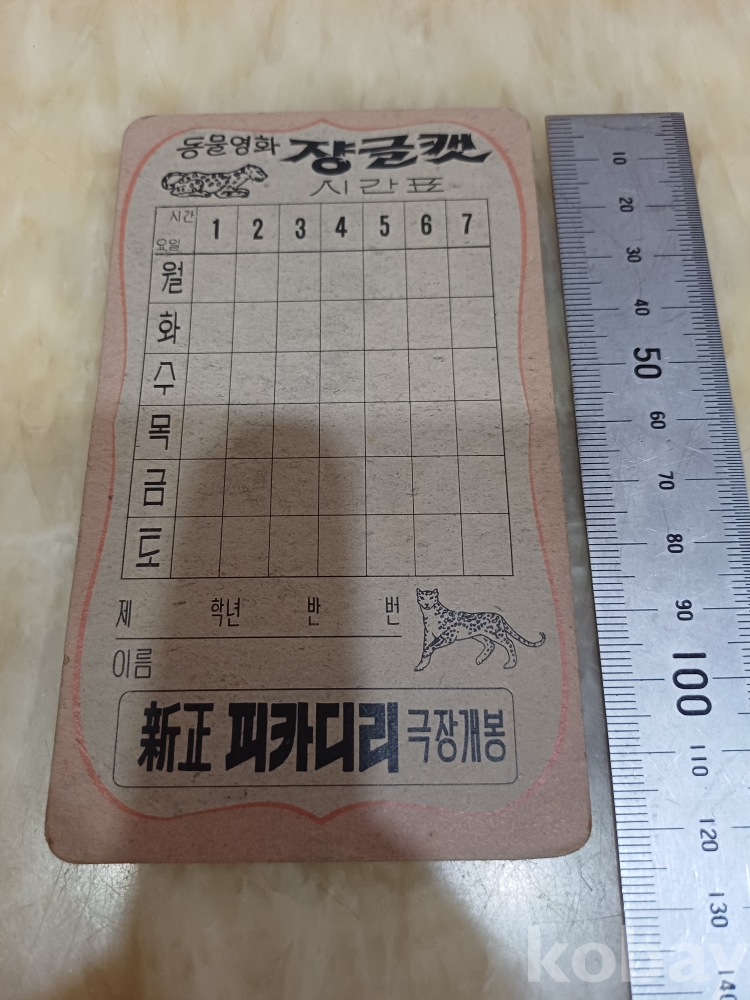 동물영화 쟝글캣
시간표
시간 1 2 3 4 5 6 7
요일
월
화
수
목
금
토
제 학년 반 번
이름
新正 피카디리 극장개봉
10
20
30
40
50
60
70
80
90
100
110
120
130
140
kobay